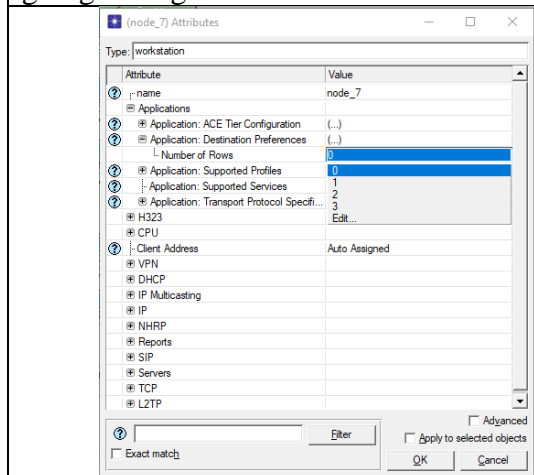 (node_7) Attributes
Type: workstation
Attribute Value
name node_7
Applications
Application: ACE Tier Configuration (...)
Application: Destination Preferences (...)
Number of Rows 0
Application: Supported Profiles 0
Application: Supported Services 1
2
Application: Transport Protocol Specifi... 3
H323 Edit...
CPU
Client Address Auto Assigned
VPN
DHCP
IP Multicasting
IP
NHRP
Reports
SIP
Servers
TCP
L2TP
Advanced
Filter Apply to selected objects
Exact match
OK Cancel